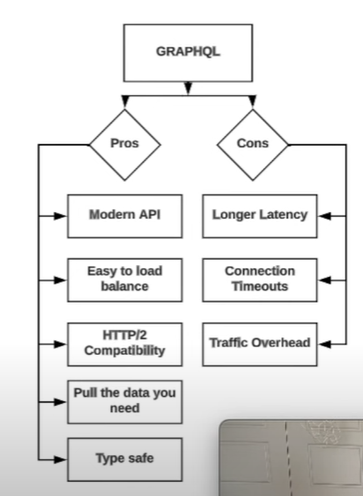 GRAPHQL
Pros
Cons
Modern API
Longer Latency
Easy to load
balance
Connection
Timeouts
HTTP/2
Compatibility
Traffic Overhead
Pull the data you
need
Type safe